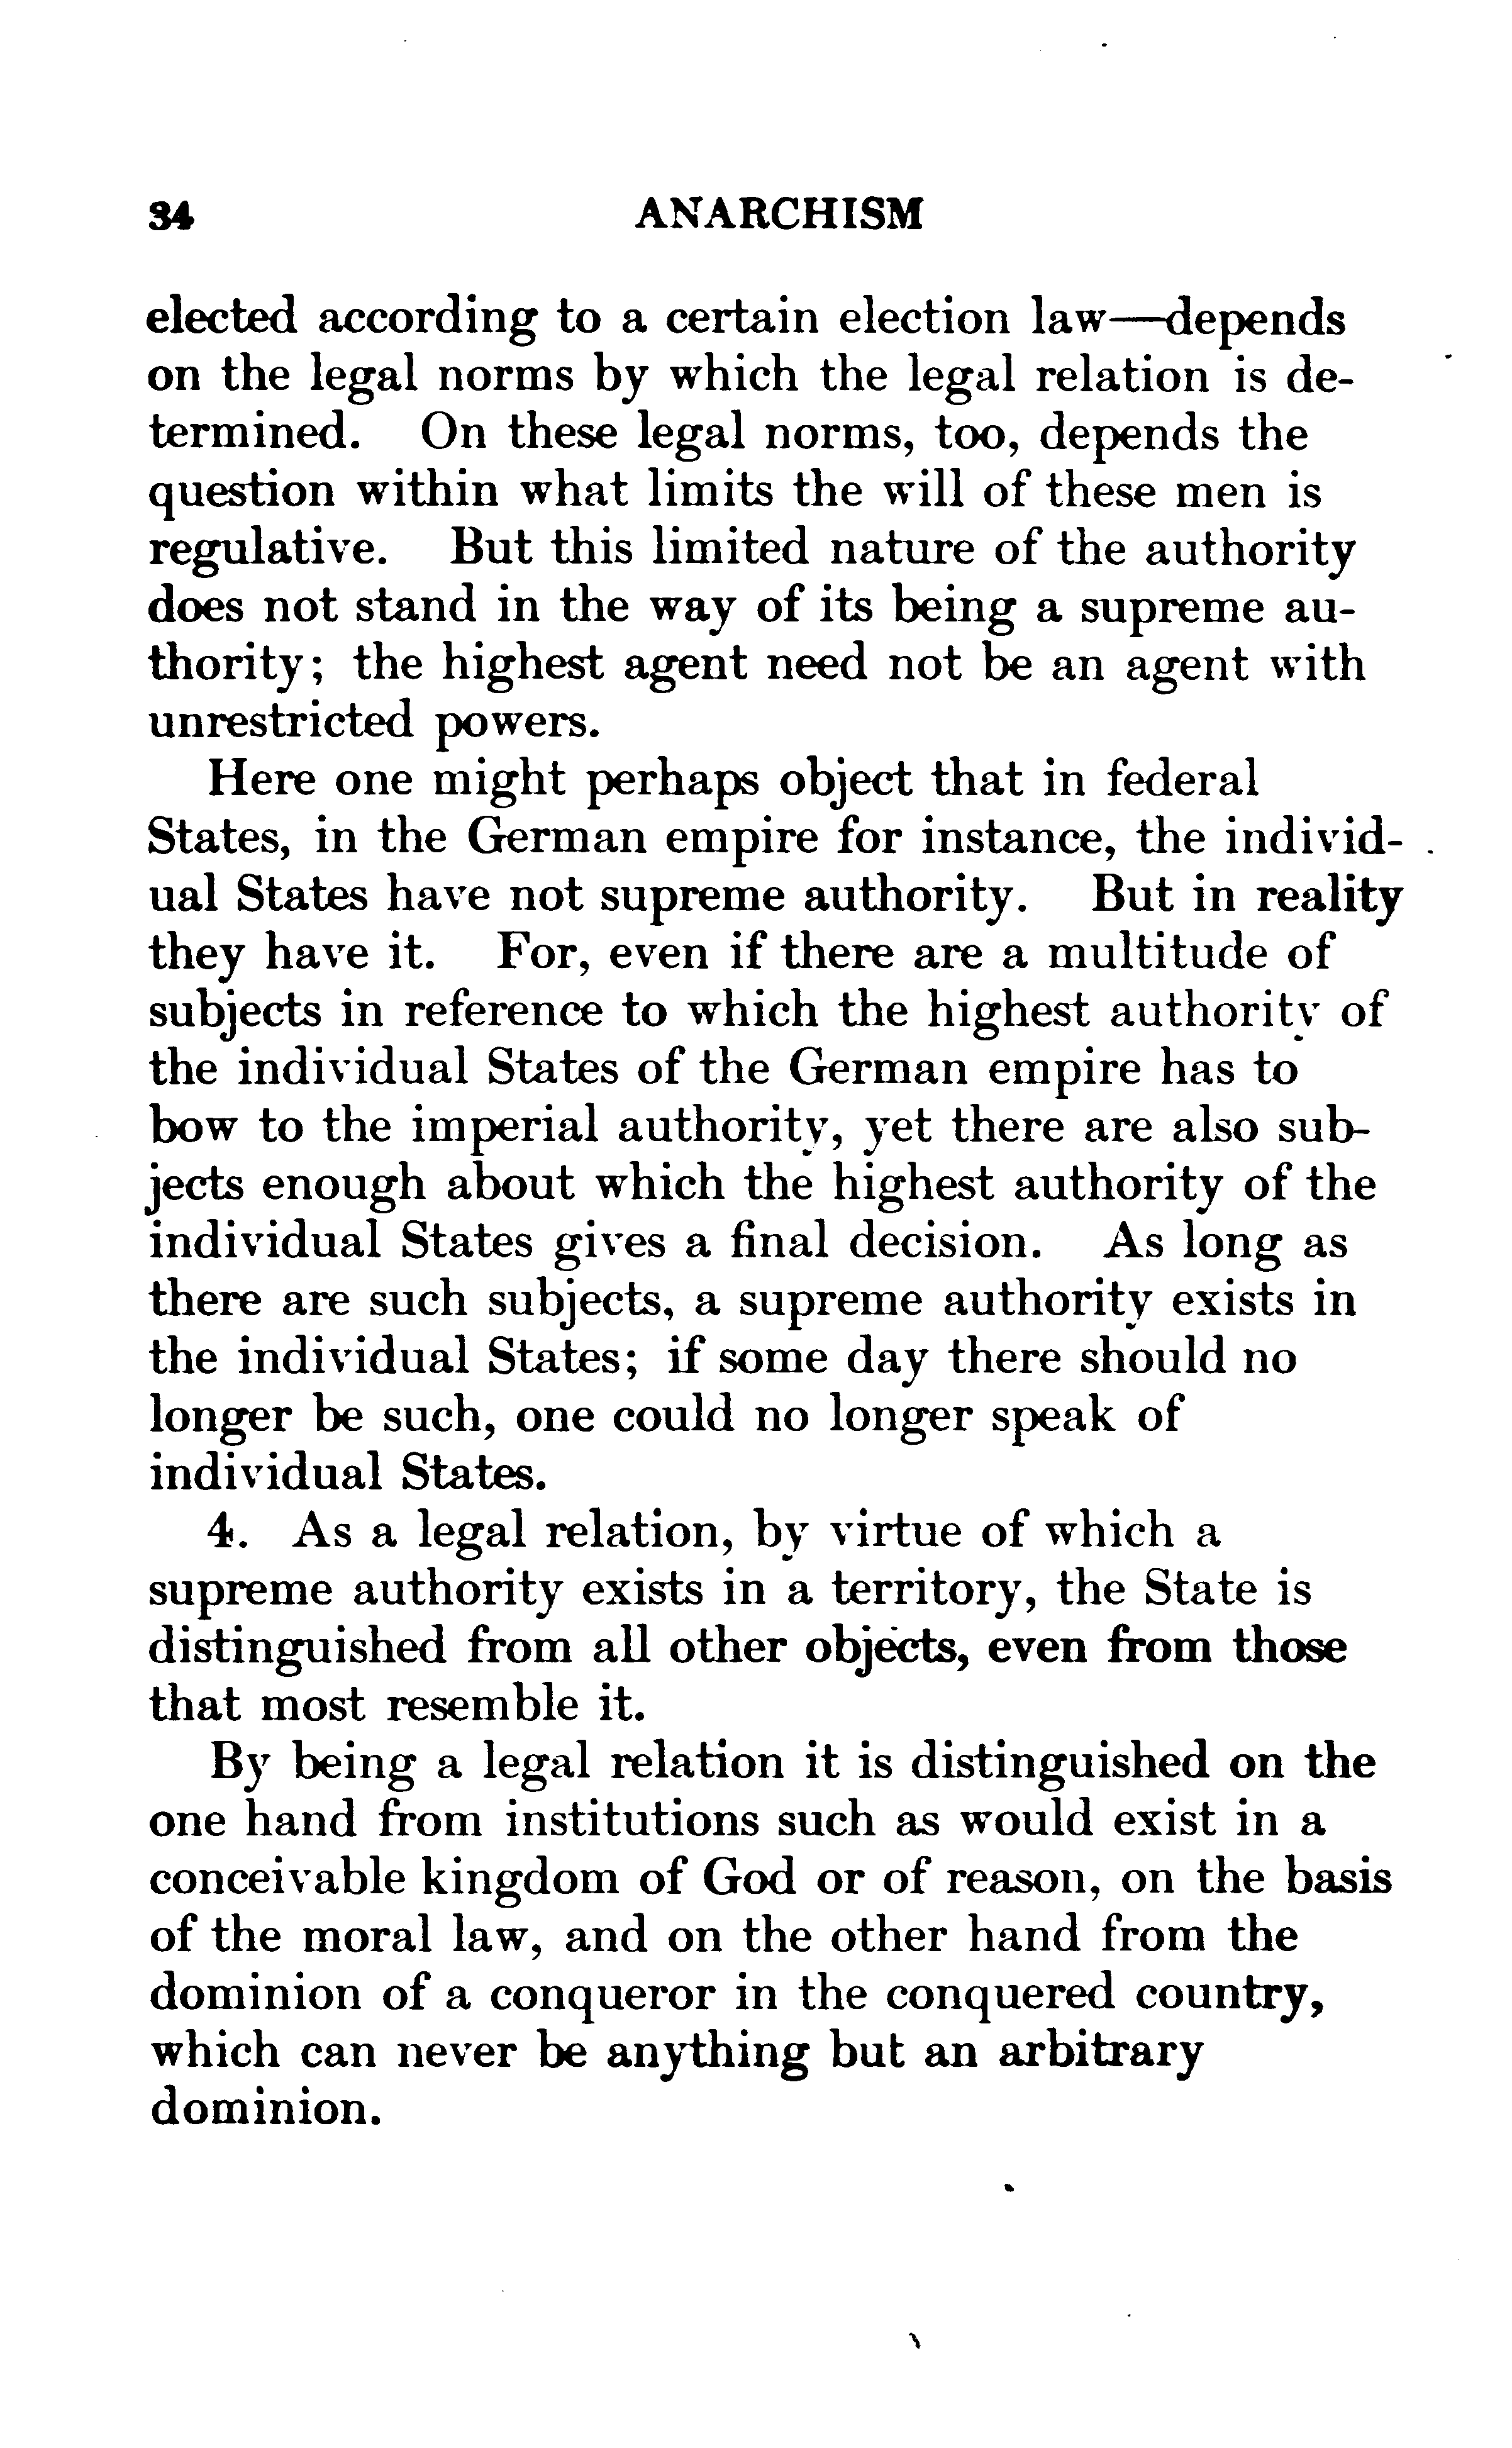 34 ANARCHISM
elected according to a certain election law—depends
on the legal norms by which the legal relation is de-
termined. On these legal norms, too, depends the
question within what limits the will of these men is
regulative. But this limited nature of the authority
does not stand in the way of its being a supreme au-
thority; the highest agent need not be an agent with
unrestricted powers.
Here one might perhaps object that in federal
States, in the German empire for instance, the individ-
ual States have not supreme authority. But in reality
they have it. For, even if there are a multitude of
subjects in reference to which the highest authority of
the individual States of the German empire has to
bow to the imperial authority, yet there are also sub-
jects enough about which the highest authority of the
individual States gives a final decision. As long as
there are such subjects, a supreme authority exists in
the individual States; if some day there should no
longer be such, one could no longer speak of
individual States.
4. As a legal relation, by virtue of which a
supreme authority exists in a territory, the State is
distinguished from all other objects, even from those
that most resemble it.
By being a legal relation it is distinguished on the
one hand from institutions such as would exist in a
conceivable kingdom of God or of reason, on the basis
of the moral law, and on the other hand from the
dominion of a conqueror in the conquered country,
which can never be anything but an arbitrary
dominion.